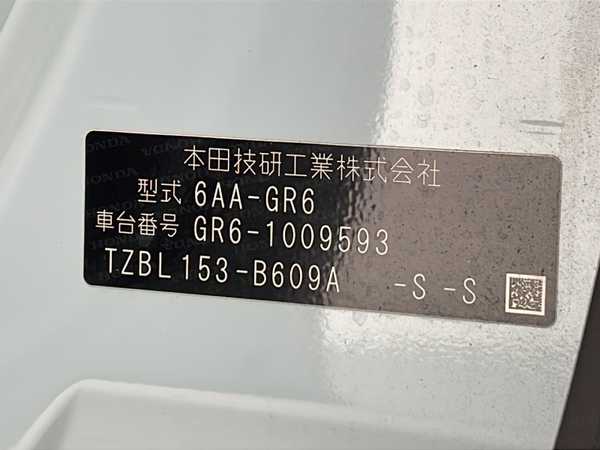 本田技研工業株式会社
型式 6AA-GR6
車台番号 GR6-1009593
TZBL153-B609A -S -S